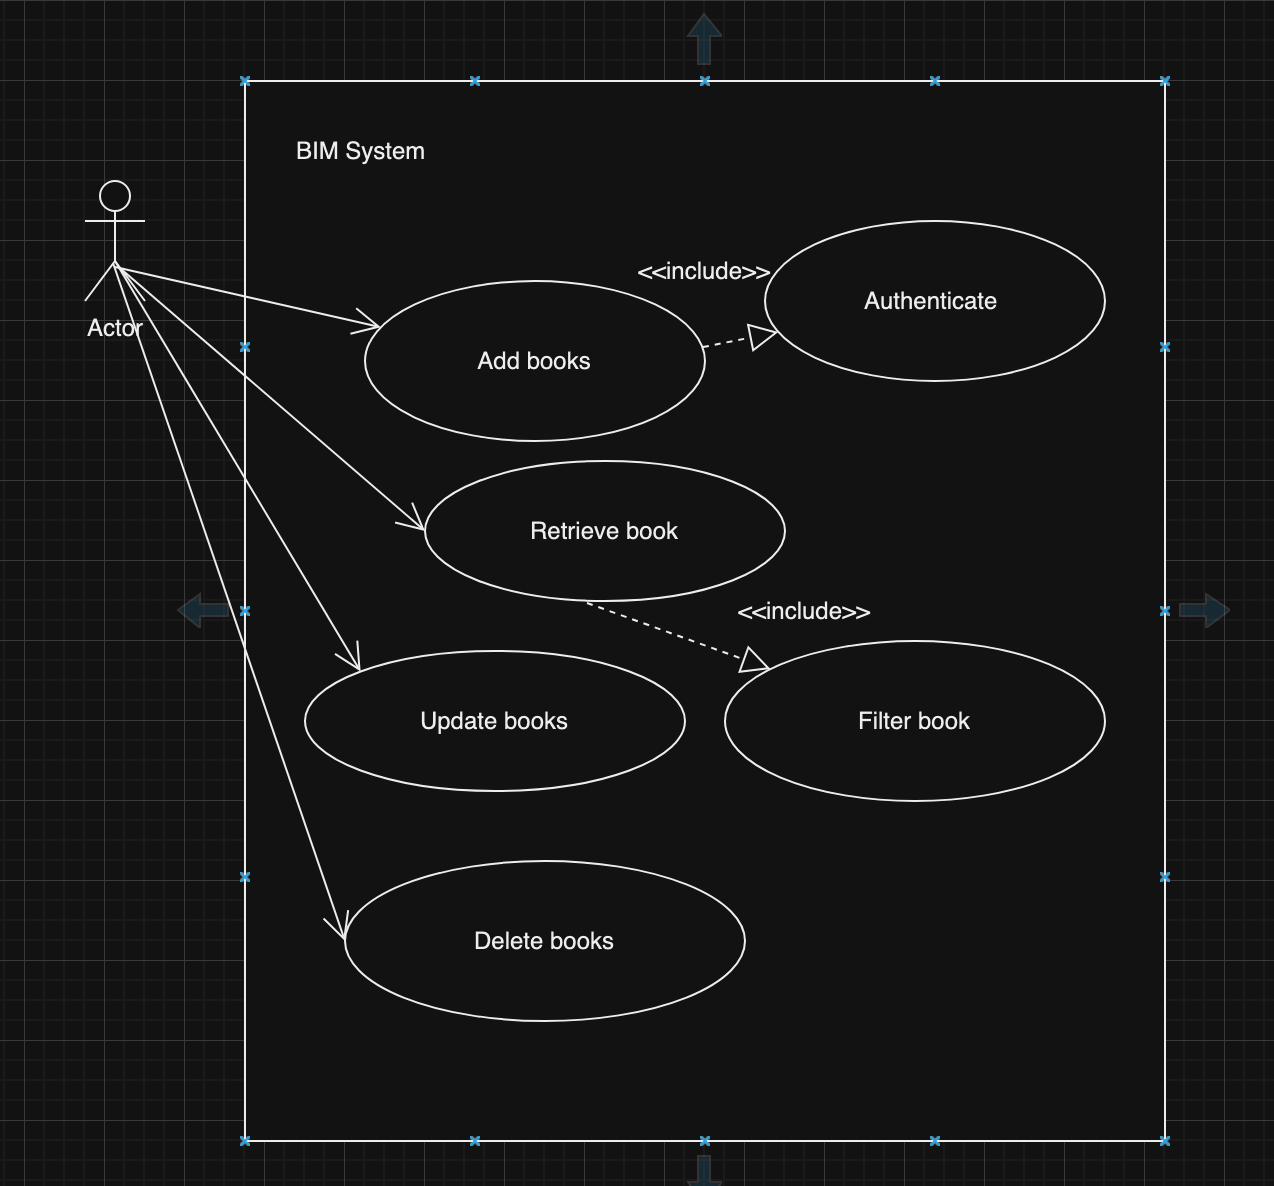 BIM System
<<include>>
Authenticate
Actor
Add books
Retrieve book
<<include>>
Update books
Filter book
Delete books